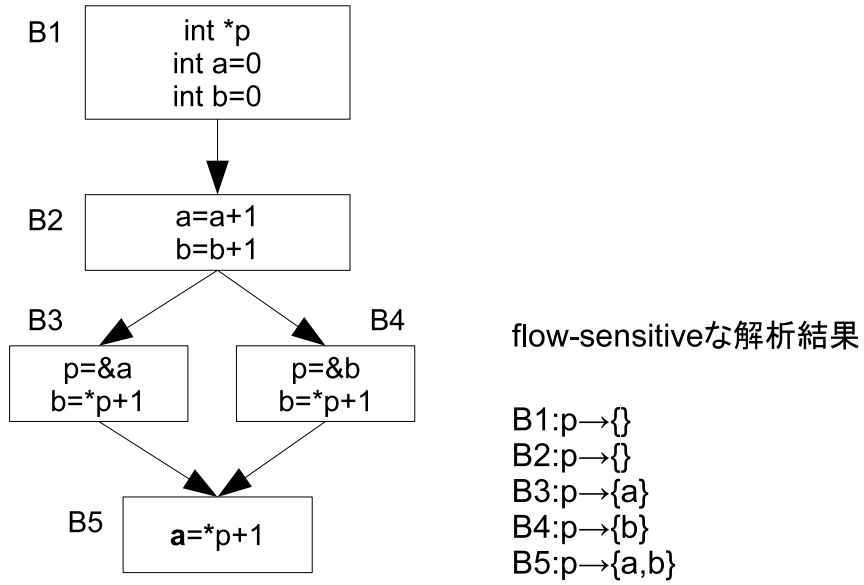 B1
int *p
int a=0
int b=0
B2
a=a+1
b=b+1
B3
p=&a
b=*p+1
B4
p=&b
b=*p+1
B5
a=*p+1
flow-sensitiveな解析結果
B1:p→{}
B2:p→{}
B3:p→{a}
B4:p→{b}
B5:p→{a,b}